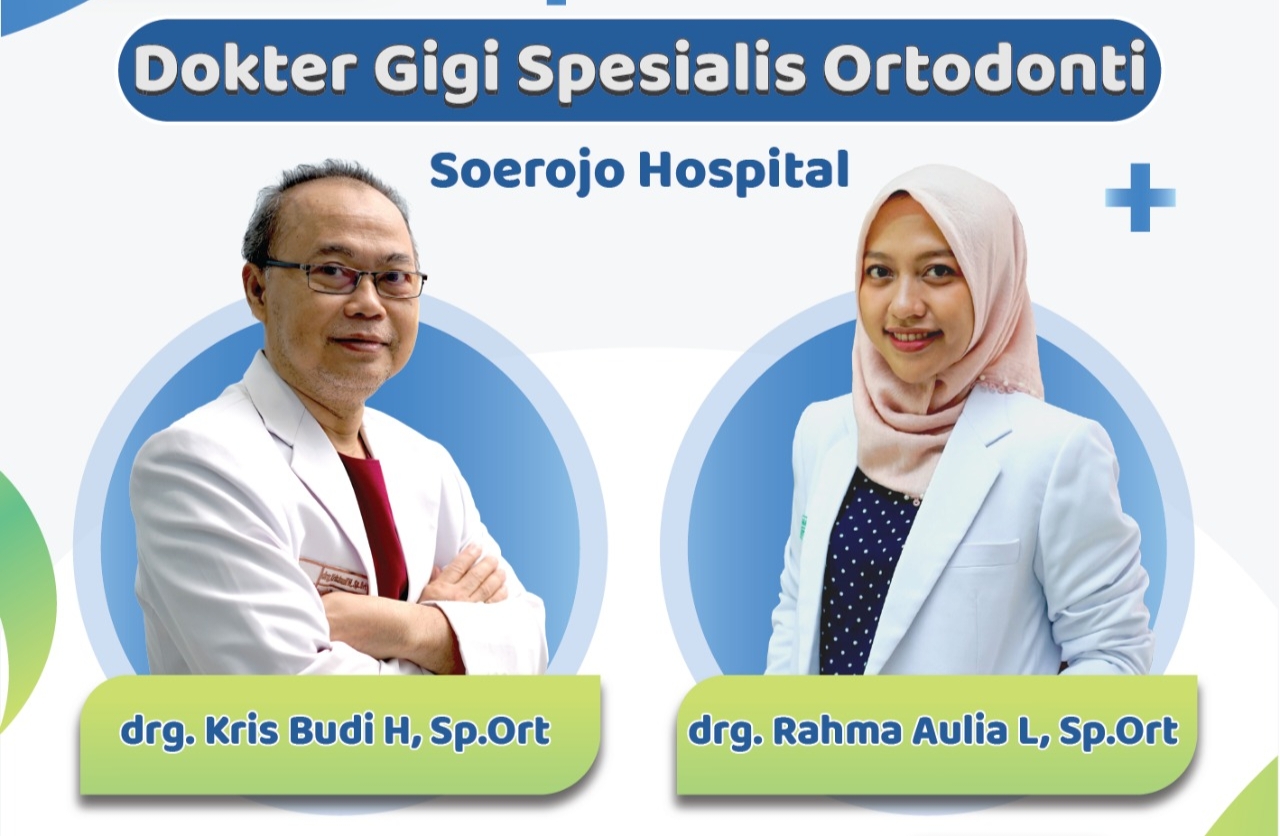 Dokter Gigi Spesialis Ortodonti
Soerojo Hospital
drg. Kris Budi H, Sp.Ort
drg. Rahma Aulia L, Sp.Ort